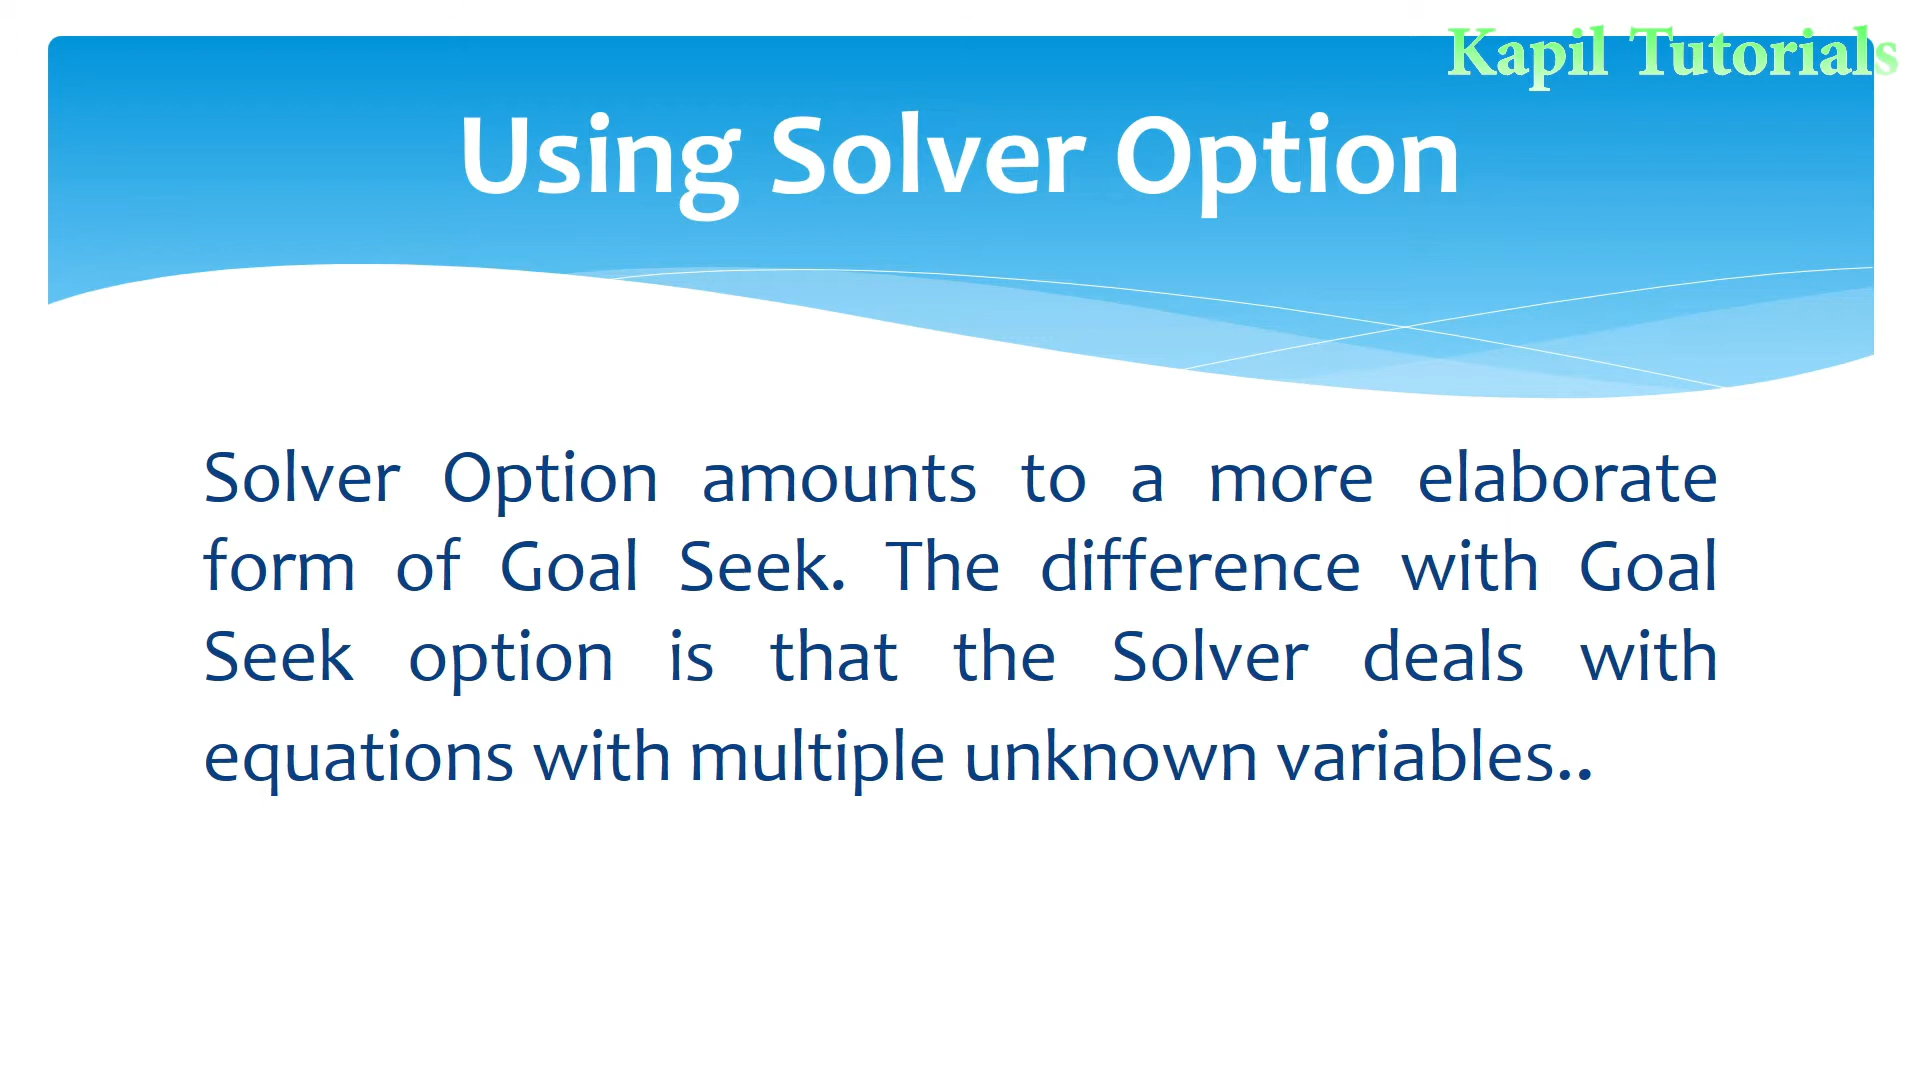 Kapil Tutorials
Using Solver Option
Solver Option amounts to a more elaborate
form of Goal Seek. The difference with Goal
Seek option is that the Solver deals with
equations with multiple unknown variables..